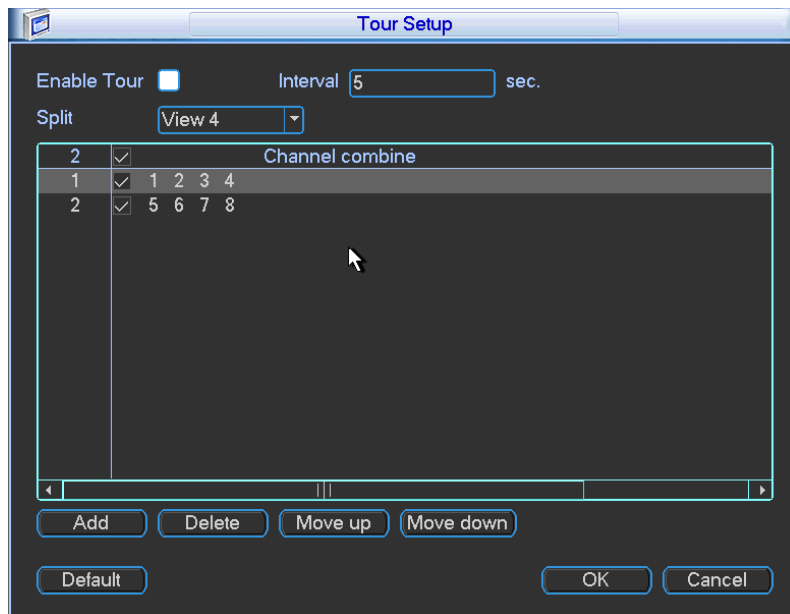 Tour Setup
Enable Tour Interval 5 sec.
Split View 4
2 Channel combine
1 1 2 3 4
2 5 6 7 8
Add Delete Move up Move down
Default OK Cancel